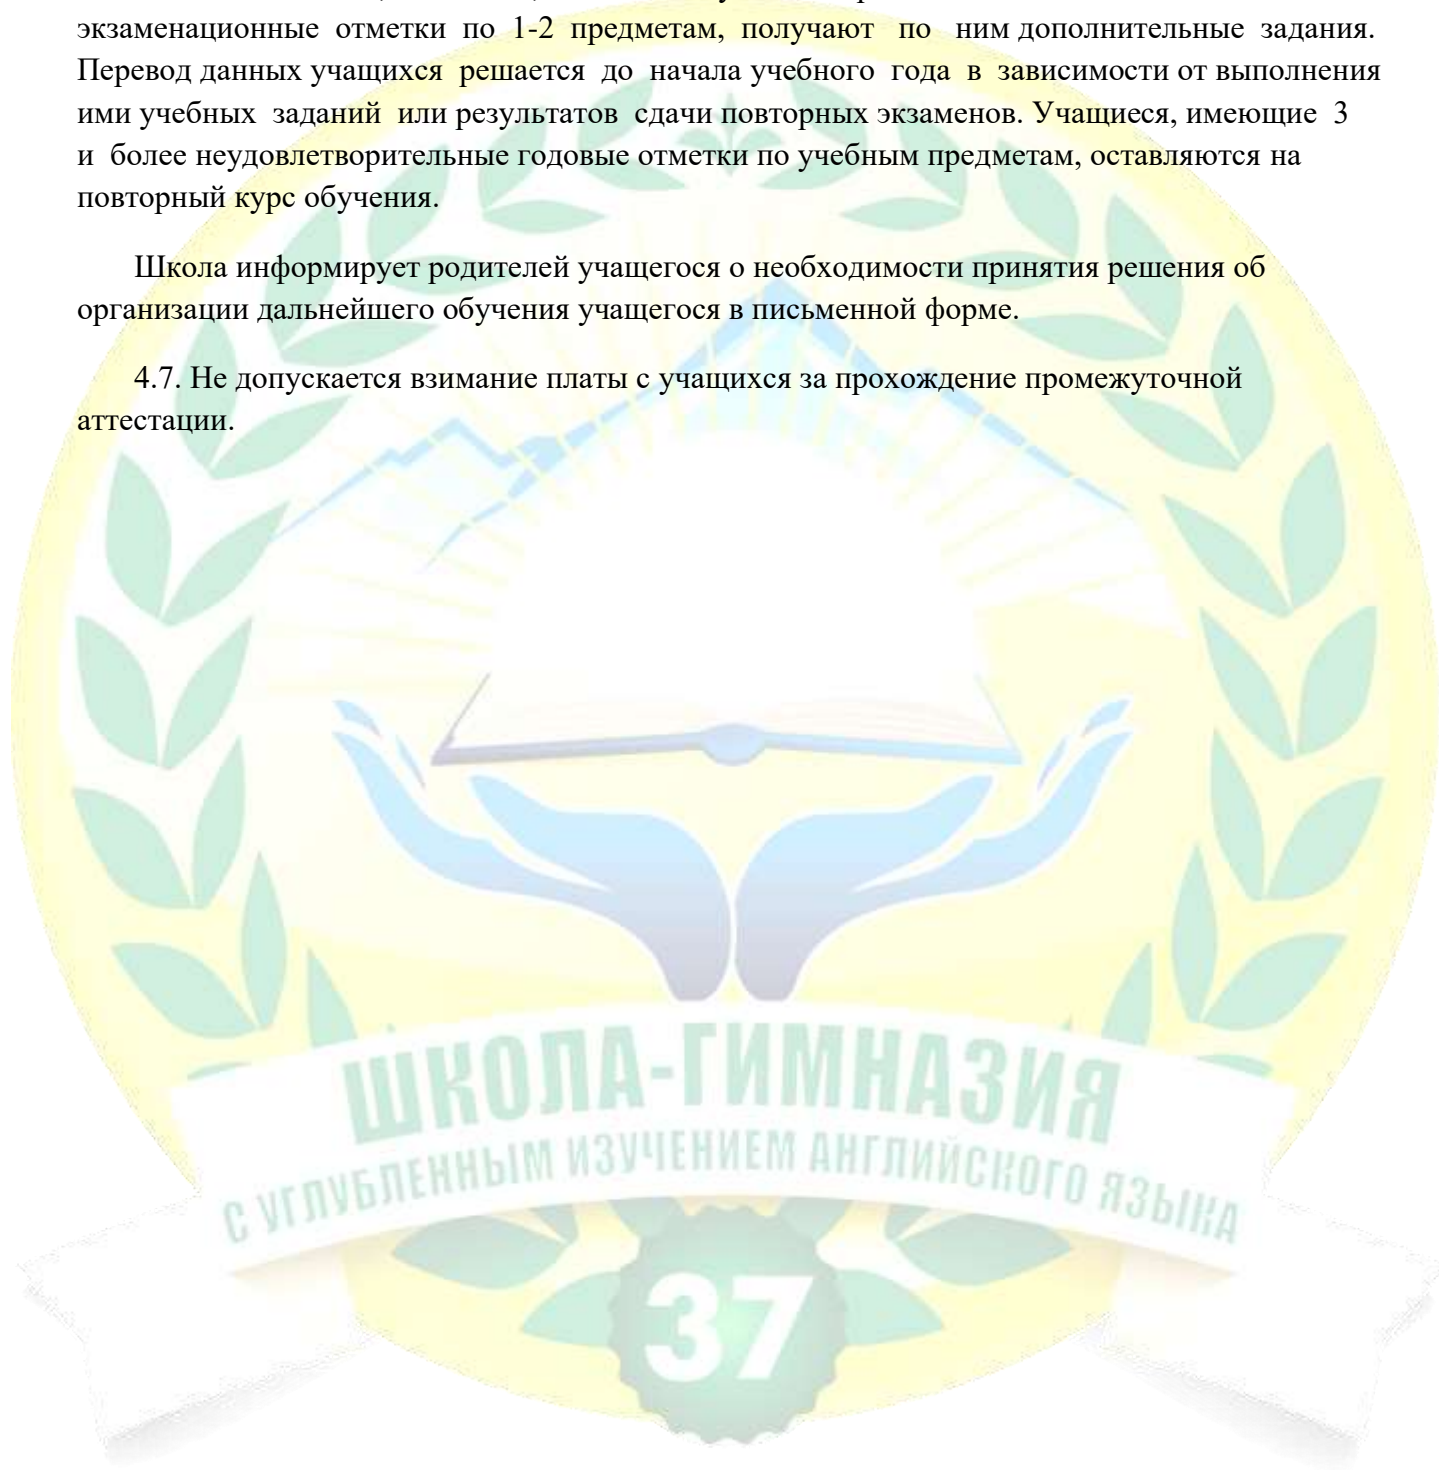 экзаменационные отметки по 1-2 предметам, получают по ним дополнительные задания.
Перевод данных учащихся решается до начала учебного года в зависимости от выполнения
ими учебных заданий или результатов сдачи повторных экзаменов. Учащиеся, имеющие 3
и более неудовлетворительные годовые отметки по учебным предметам, оставляются на
повторный курс обучения.
Школа информирует родителей учащегося о необходимости принятия решения об
организации дальнейшего обучения учащегося в письменной форме.
4.7. Не допускается взимание платы с учащихся за прохождение промежуточной
аттестации.
ШКОЛА-ГИМНАЗИЯ
С УГЛУБЛЕННЫМ ИЗУЧЕНИЕМ АНГЛИЙСКОГО ЯЗЫКА
37